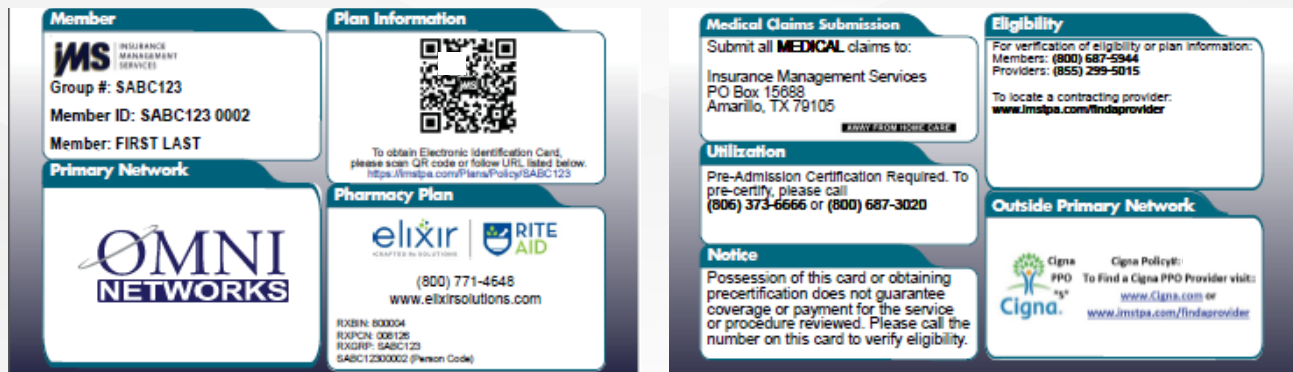 Member
iMS INSURANCE
MANAGEMENT
SERVICES
Group #: SABC123
Member ID: SABC123 0002
Member: FIRST LAST
Primary Network
OMNI
NETWORKS
Plan Information
To obtain Electronic Identification Card,
please scan QR code or follow URL listed below.
https://imstpa.com/Plans/Policy/SABC123
Pharmacy Plan
elixir
RITE
AID
(800) 771-4648
www.elixirsolutions.com
RXBIN: 800004
RXPCN: 006126
RXGRP: SABC123
SABC12300002 (Person Code)
Medical Claims Submission
Submit all MEDICAL claims to:
Insurance Management Services
PO Box 15688
Amarillo, TX 79105
AWAY FROM HOME CARE
Utilization
Pre-Admission Certification Required. To
pre-certify, please call
(806) 373-6666 or (800) 687-3020
Notice
Possession of this card or obtaining
precertification does not guarantee
coverage or payment for the service
or procedure reviewed. Please call the
number on this card to verify eligibility.
Eligibility
For verification of eligibility or plan information:
Members: (800) 687-5944
Providers: (855) 299-5015
To locate a contracting provider:
www.imstpa.com/findaprovider
Outside Primary Network
Cigna.
Cigna
PPO
"S"
Cigna Policy#:
To Find a Cigna PPO Provider visit:
www.Cigna.com or
www.imstpa.com/findaprovider